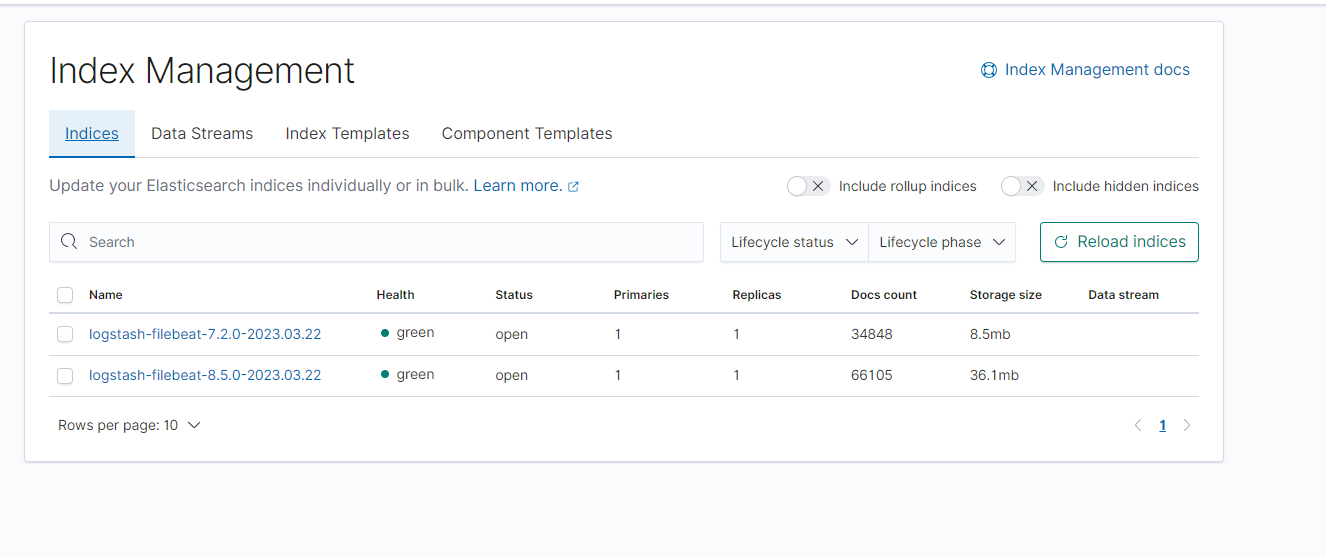 Index Management
Index Management docs
Indices Data Streams Index Templates Component Templates
Update your Elasticsearch indices individually or in bulk. Learn more.
Include rollup indices Include hidden indices
Search
Lifecycle status Lifecycle phase Reload indices
Name Health Status Primaries Replicas Docs count Storage size Data stream
logstash-filebeat-7.2.0-2023.03.22 green open 1 1 34848 8.5mb
logstash-filebeat-8.5.0-2023.03.22 green open 1 1 66105 36.1mb
Rows per page: 10
1